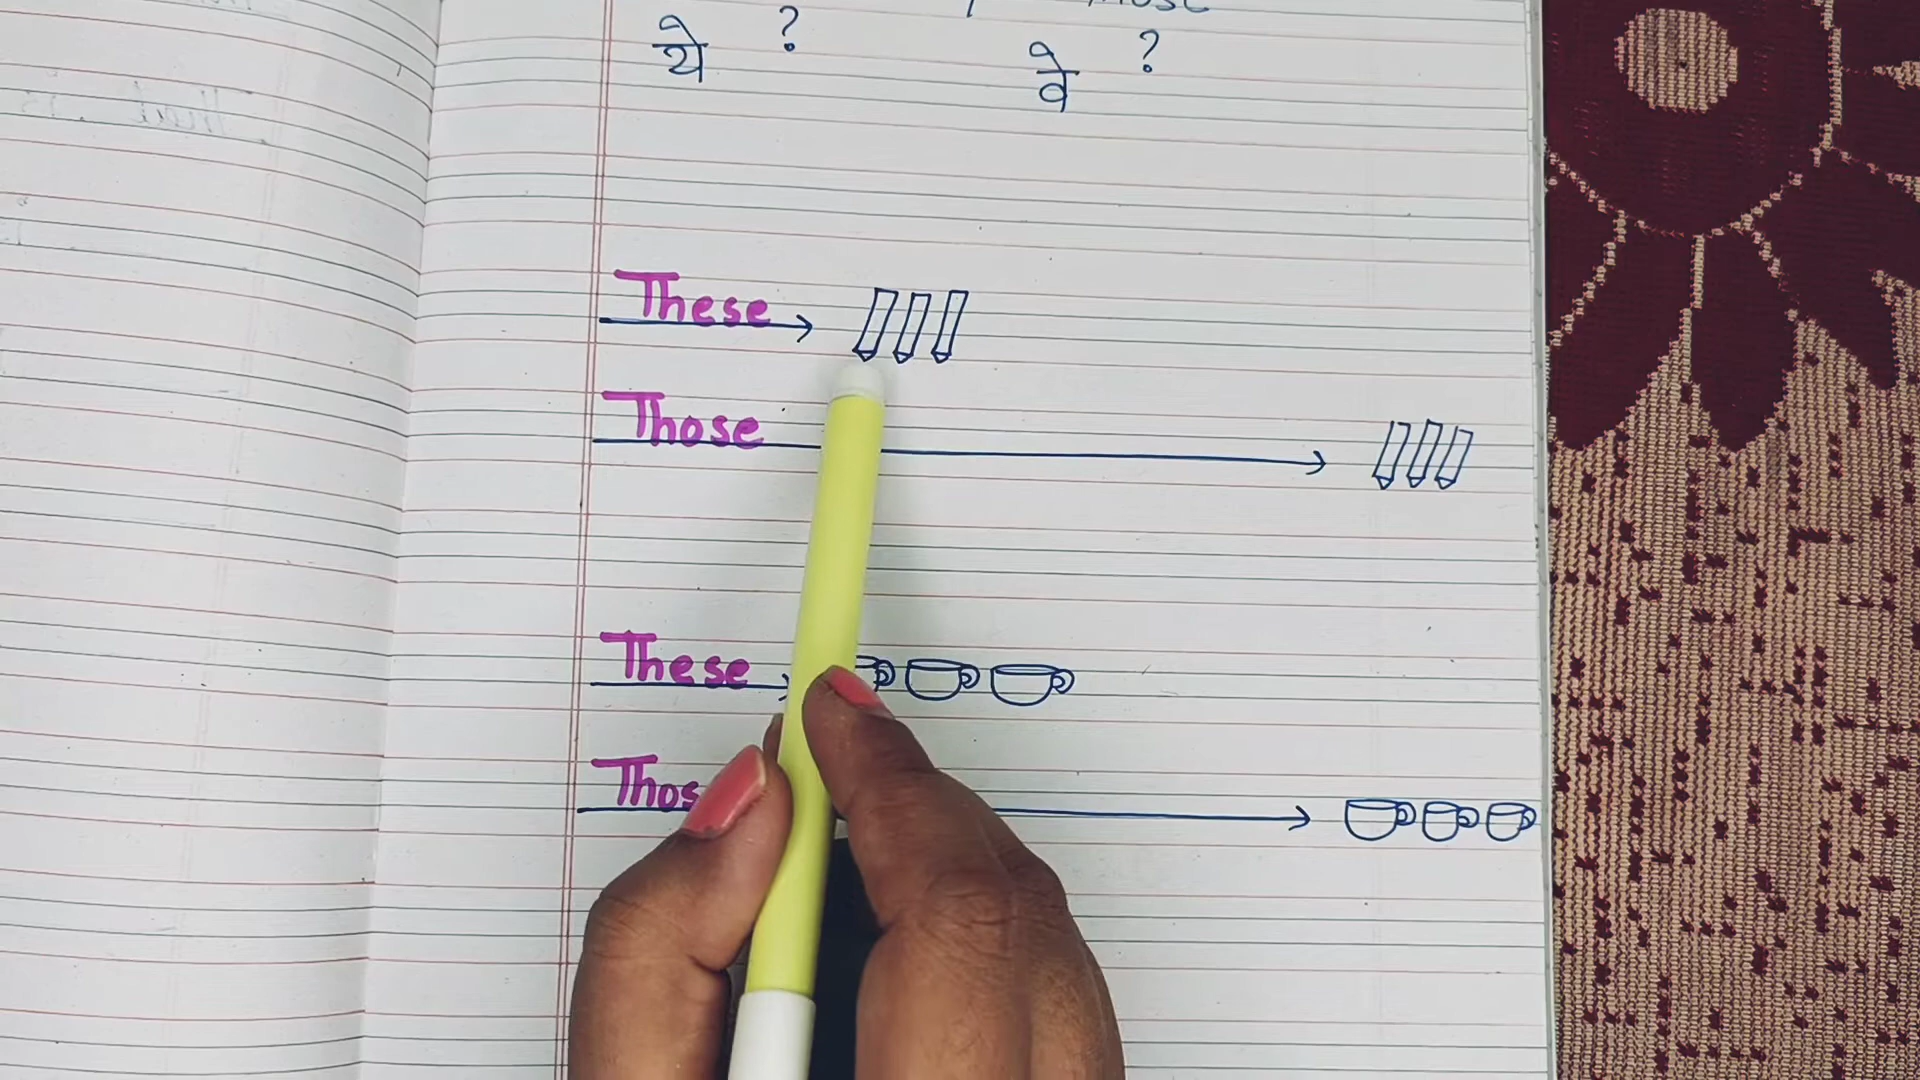 ये ? वे ?
These
Those
These
Thos